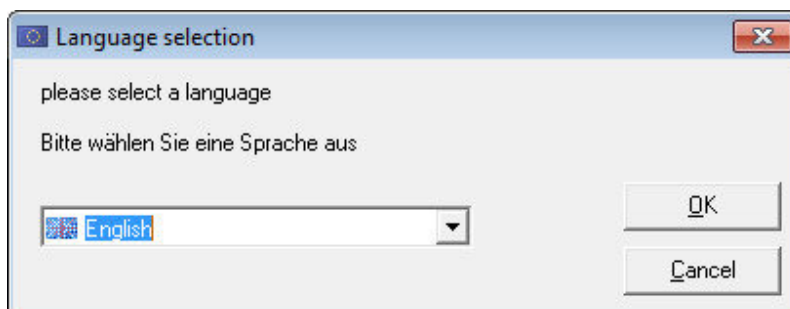 Language selection
please select a language
Bitte wählen Sie eine Sprache aus
English
OK
Cancel